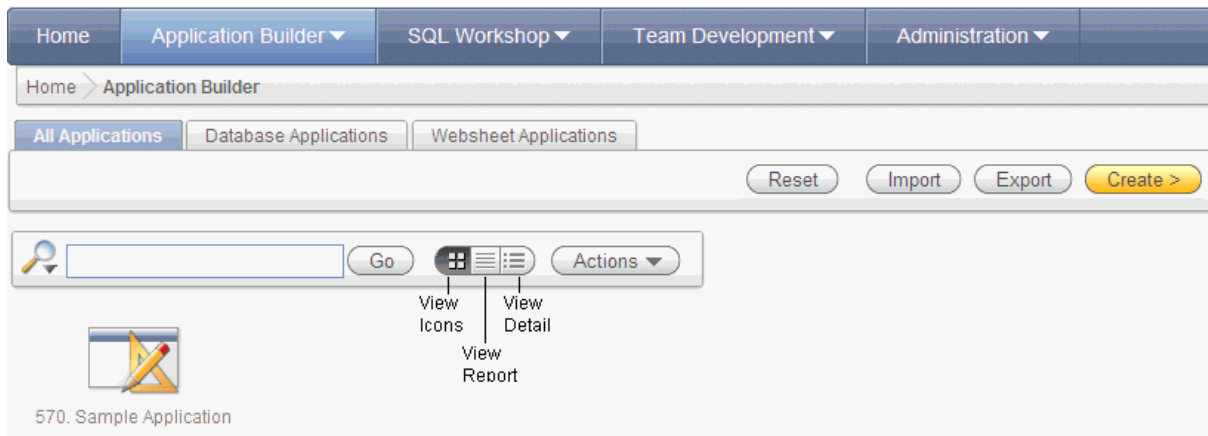 Home Application Builder SQL Workshop Team Development Administration
Home Application Builder
All Applications Database Applications Websheet Applications
Reset Import Export Create >
Go Actions
View Icons
View Report
View Detail
570. Sample Application